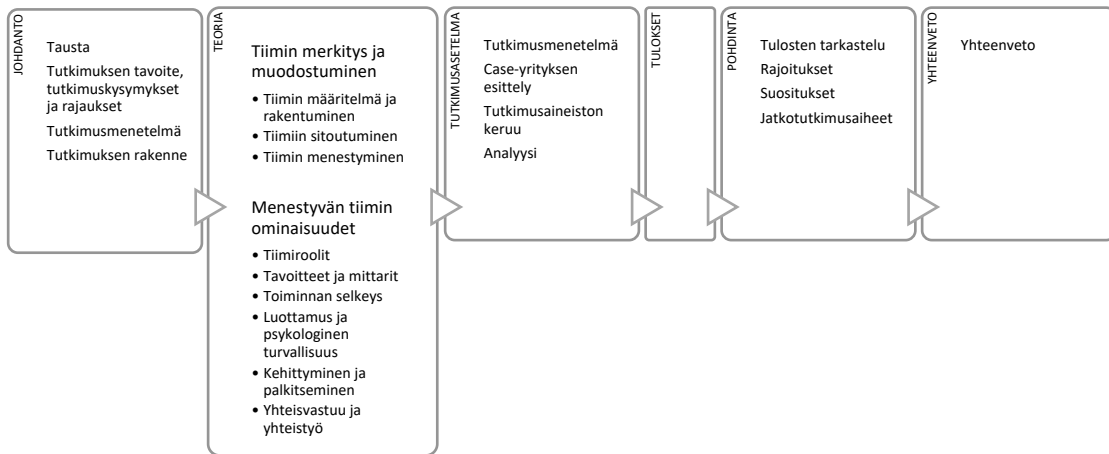 JOHDANTO
Tausta
Tutkimuksen tavoite,
tutkimuskysymykset
ja rajaukset
Tutkimusmenetelmä
Tutkimuksen rakenne
TEORIA
Tiimin merkitys ja
muodostuminen
• Tiimin määritelmä ja
rakentuminen
• Tiimiin sitoutuminen
• Tiimin menestyminen
Menestyvän tiimin
ominaisuudet
• Tiimiroolit
• Tavoitteet ja mittarit
• Toiminnan selkeys
• Luottamus ja
psykologinen
turvallisuus
• Kehittyminen ja
palkitseminen
• Yhteisvastuu ja
yhteistyö
TUTKIMUSASETELMA
Tutkimusmenetelmä
Case-yrityksen
esittely
Tutkimusaineiston
keruu
Analyysi
TULOKSET
POHDINTA
Tulosten tarkastelu
Rajoitukset
Suositukset
Jatkotutkimusaiheet
YHTEENVETO
Yhteenveto